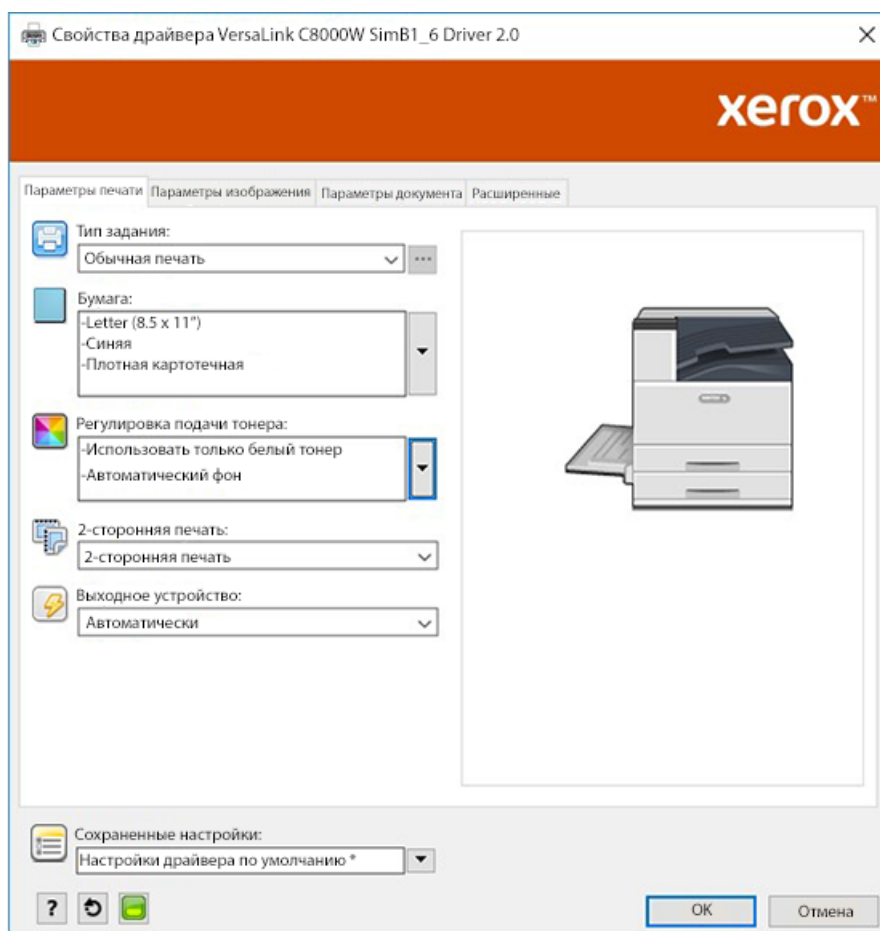 Свойства драйвера VersaLink C8000W SimB1_6 Driver 2.0
xerox™
Параметры печати Параметры изображения Параметры документа Расширенные
Тип задания:
Обычная печать
Бумага:
-Letter (8.5 x 11”)
-Синяя
-Плотная картотечная
Регулировка подачи тонера:
-Использовать только белый тонер
-Автоматический фон
2-сторонняя печать:
2-сторонняя печать
Выходное устройство:
Автоматически
Сохраненные настройки:
Настройки драйвера по умолчанию *
?
OK Отмена